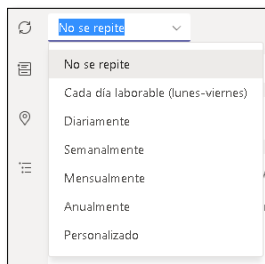 No se repite
No se repite
Cada día laborable (lunes-viernes)
Diariamente
Semanalmente
Mensualmente
Anualmente
Personalizado